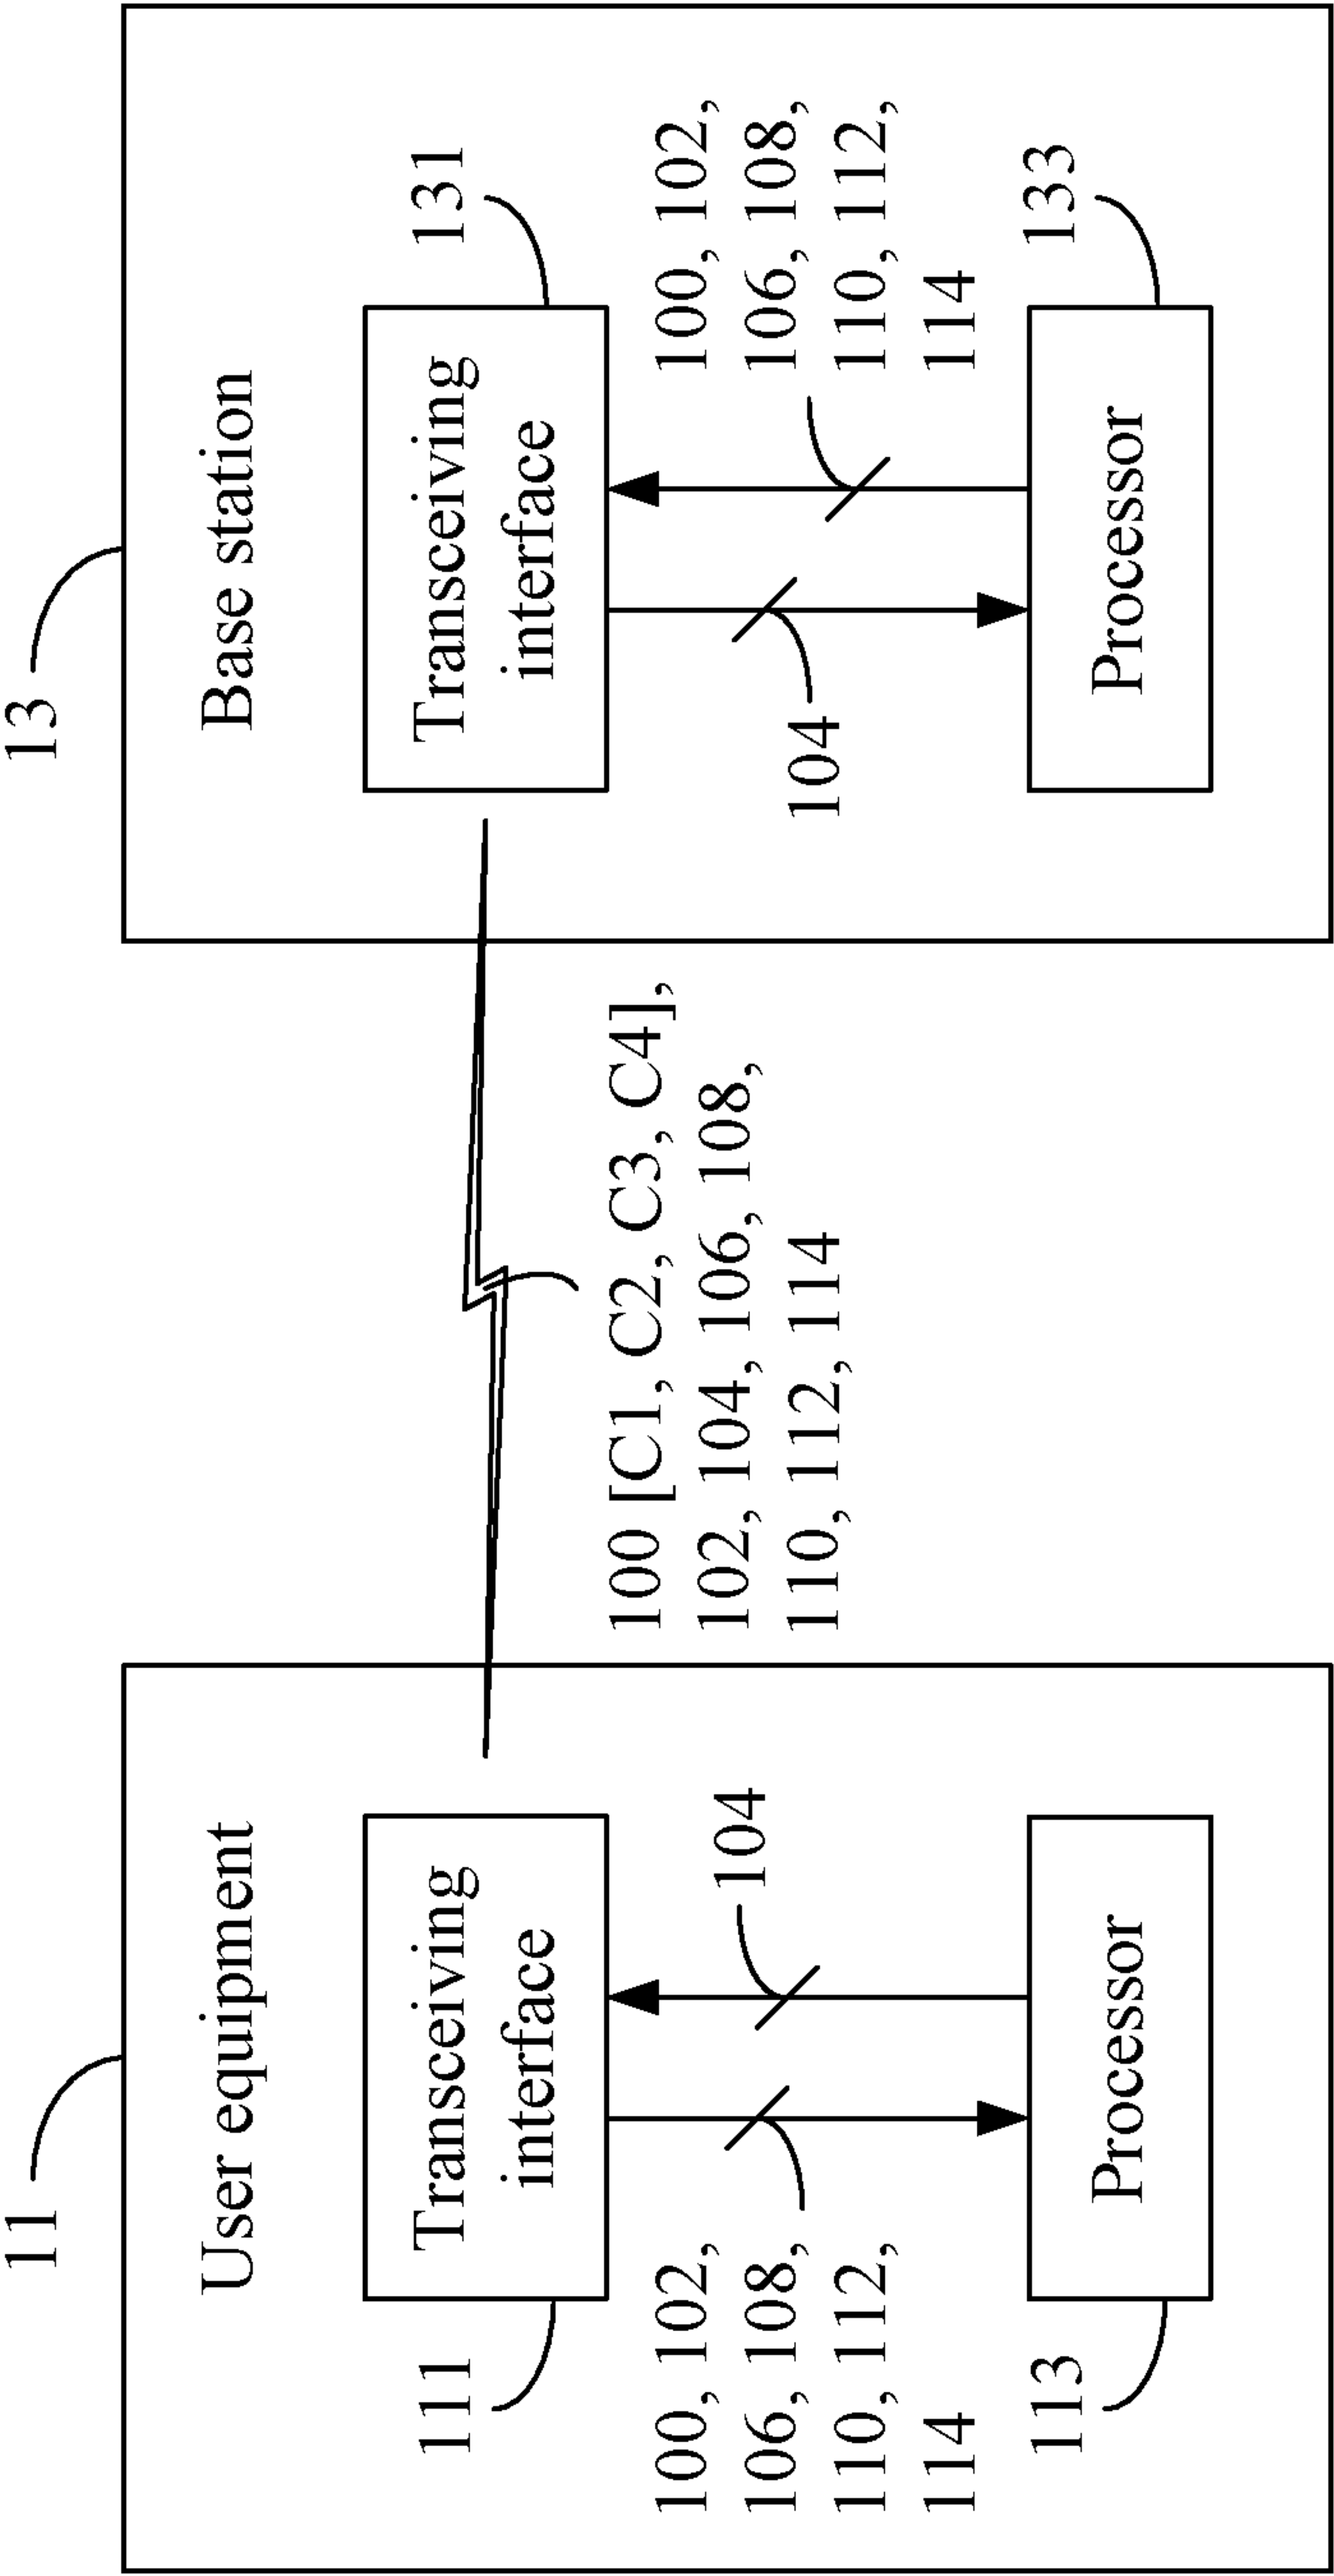 11
User equipment
111
Transceiving
interface
100, 102,
106, 108,
110, 112,
114
104
113
Processor
100 [C1, C2, C3, C4],
102, 104, 106, 108,
110, 112, 114
13
Base station
Transceiving
interface
131
104
100, 102,
106, 108,
110, 112,
114
Processor
133